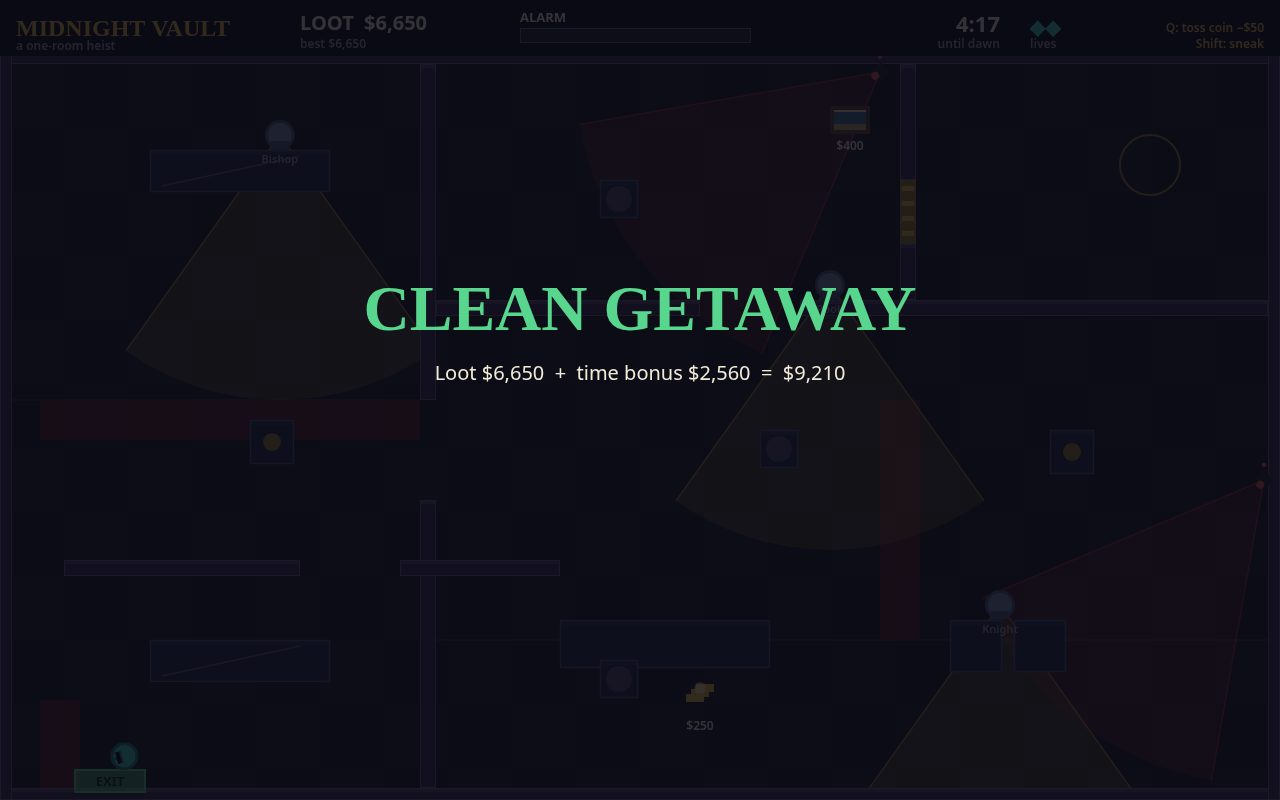 MIDNIGHT VAULT
a one-room heist
LOOT $6,650
best $6,650
ALARM
4:17
until dawn
lives
Q: toss coin −$50
Shift: sneak
$400
Bishop
CLEAN GETAWAY
Loot $6,650 + time bonus $2,560 = $9,210
Knight
$250
EXIT